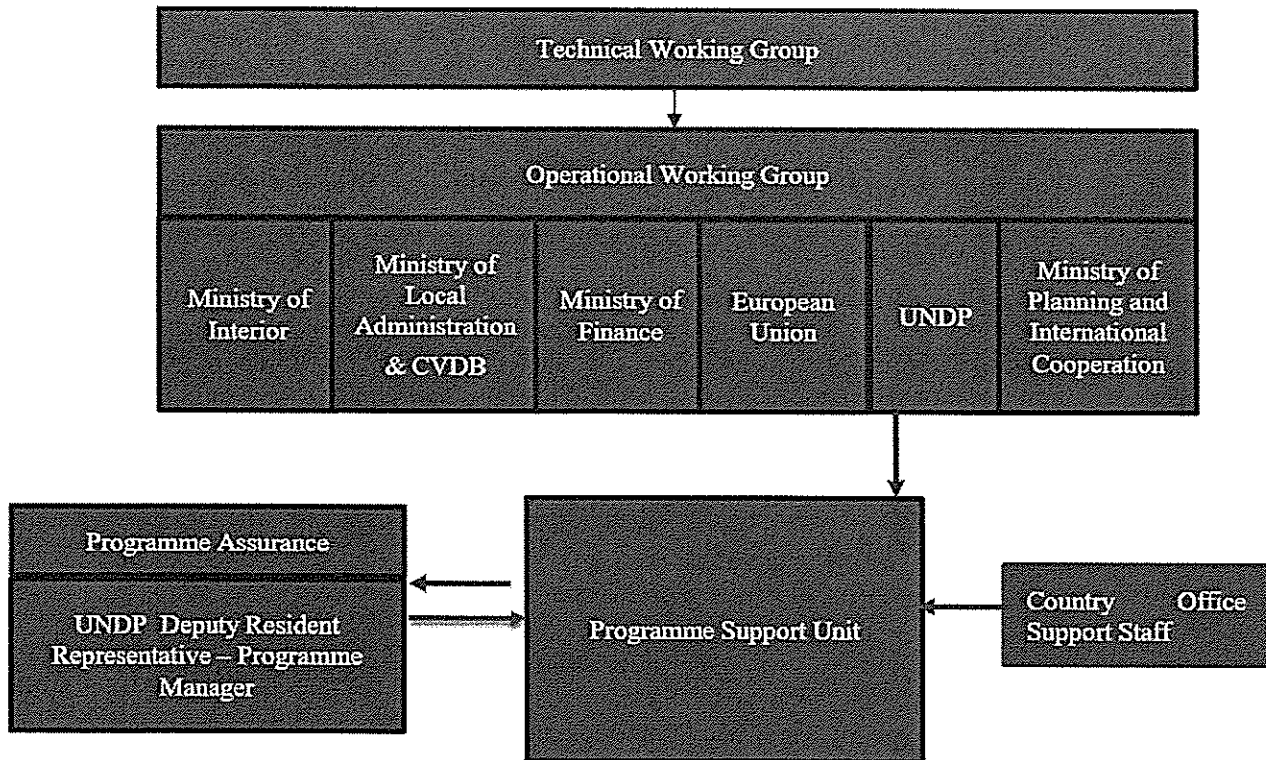 Technical Working Group
Operational Working Group
Ministry of
Interior
Ministry of
Local
Administration
& CVDB
Ministry of
Finance
European
Union
UNDP
Ministry of
Planning and
International
Cooperation
Programme Assurance
UNDP Deputy Resident
Representative – Programme
Manager
Programme Support Unit
Country Office
Support Staff